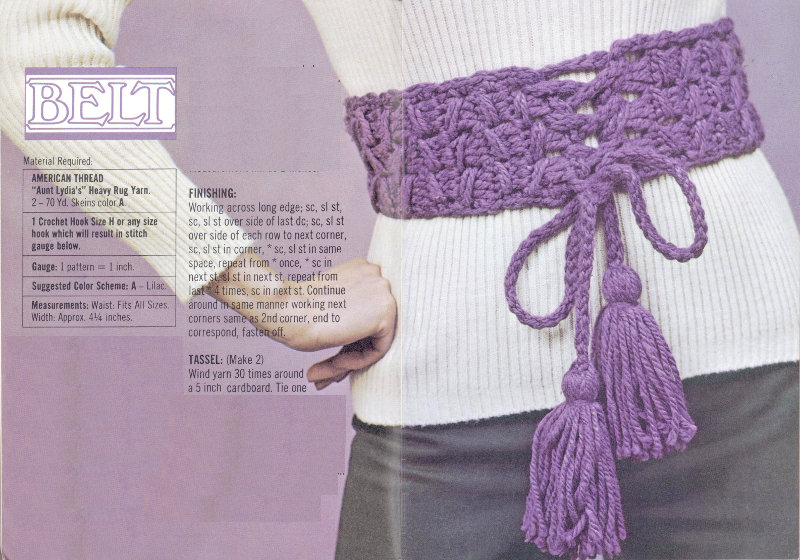 BELT
Material Required:
AMERICAN THREAD
"Aunt Lydia's" Heavy Rug Yarn.
2 – 70 Yd. Skeins color A.
1 Crochet Hook Size H or any size
hook which will result in stitch
gauge below.
Gauge: 1 pattern = 1 inch.
Suggested Color Scheme: A – Lilac.
Measurements: Waist: Fits All Sizes.
Width: Approx. 4¼ inches.
FINISHING:
Working across long edge; sc, sl st,
sc, sl st over side of last dc; sc, sl st
over side of each row to next corner,
sc, sl st in corner, * sc, sl st in same
space, repeat from * once, * sc in
next st, sl st in next st, repeat from
last * 4 times, sc in next st. Continue
around in same manner working next
corners same as 2nd corner, end to
correspond, fasten off.
TASSEL: (Make 2)
Wind yarn 30 times around
a 5 inch cardboard. Tie one